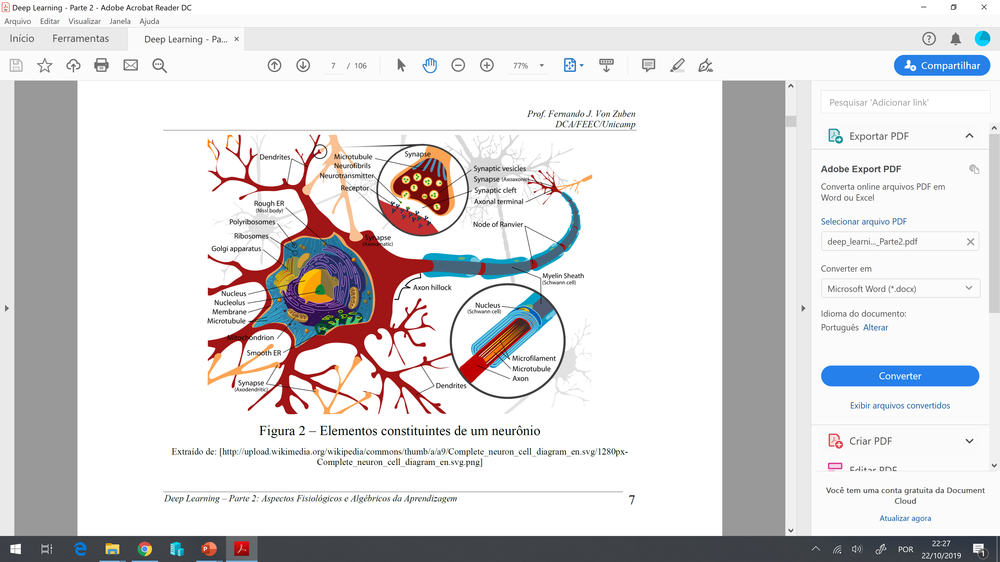 Deep Learning - Parte 2 - Adobe Acrobat Reader DC
Arquivo Editar Visualizar Janela Ajuda
Início Ferramentas Deep Learning - Pa... ×
7 / 106 77% Compartilhar
Prof. Fernando J. Von Zuben
DCA/FEEC/Unicamp
Dendrites
Microtubule
Neurofibrils
Neurotransmitter
Receptor
Synapse
Synaptic vesicles
Synapse (Axoaxonic)
Synaptic cleft
Axonal terminal
Rough ER
(Nissl body)
Polyribosomes
Ribosomes
Golgi apparatus
Synapse
(Axosomatic)
Node of Ranvier
Myelin Sheath
(Schwann cell)
Axon hillock
Nucleus
Nucleolus
Membrane
Microtubule
Mitochondrion
Smooth ER
Synapse
(Axodendritic)
Dendrites
Nucleus
(Schwann cell)
Microfilament
Microtubule
Axon
Figura 2 – Elementos constituintes de um neurônio
Extraído de: [http://upload.wikimedia.org/wikipedia/commons/thumb/a/a9/Complete_neuron_cell_diagram_en.svg/1280px-
Complete_neuron_cell_diagram_en.svg.png]
Deep Learning – Parte 2: Aspectos Fisiológicos e Algébricos da Aprendizagem 7
Pesquisar 'Adicionar link'
Exportar PDF
Adobe Export PDF
Converta online arquivos PDF em
Word ou Excel
Selecionar arquivo PDF
deep_learni..._Parte2.pdf
Converter em
Microsoft Word (*.docx)
Idioma do documento:
Português Alterar
Converter
Exibir arquivos convertidos
Criar PDF
Editar PDF
Você tem uma conta gratuita da Document
Cloud
Atualizar agora
POR
22:27
22/10/2019
1